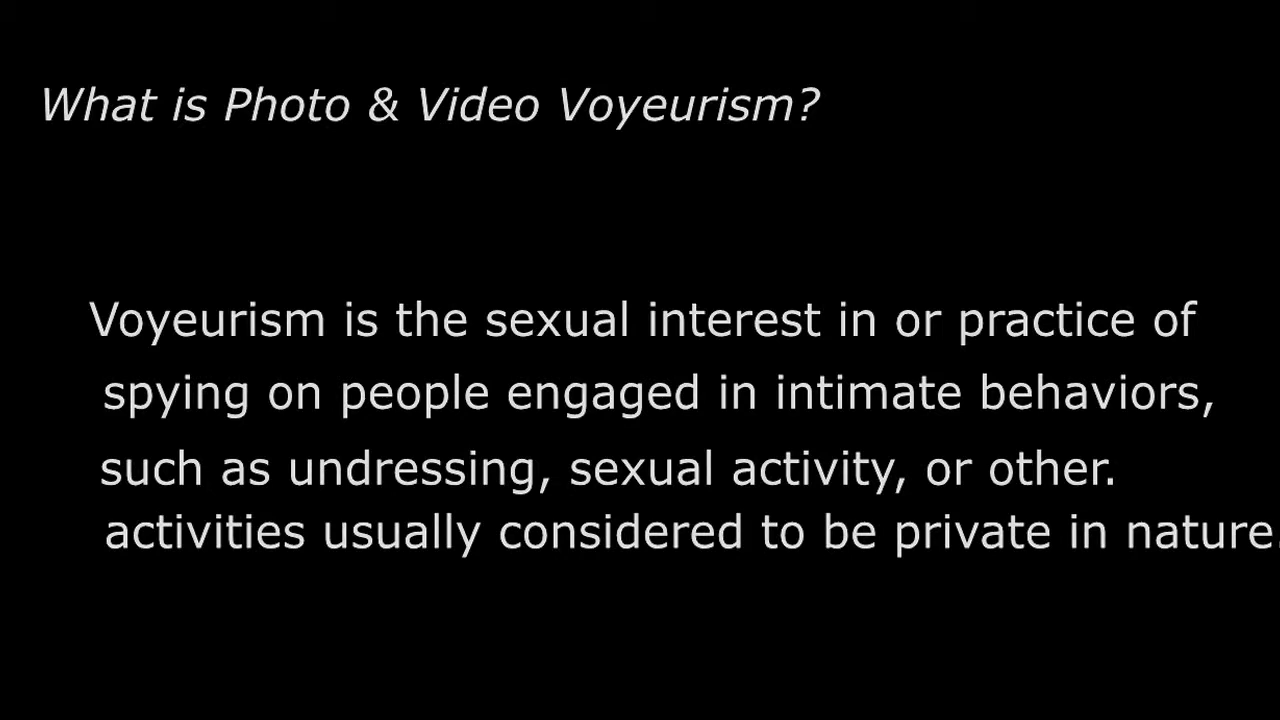 What is Photo & Video Voyeurism?
Voyeurism is the sexual interest in or practice of
spying on people engaged in intimate behaviors,
such as undressing, sexual activity, or other.
activities usually considered to be private in nature.